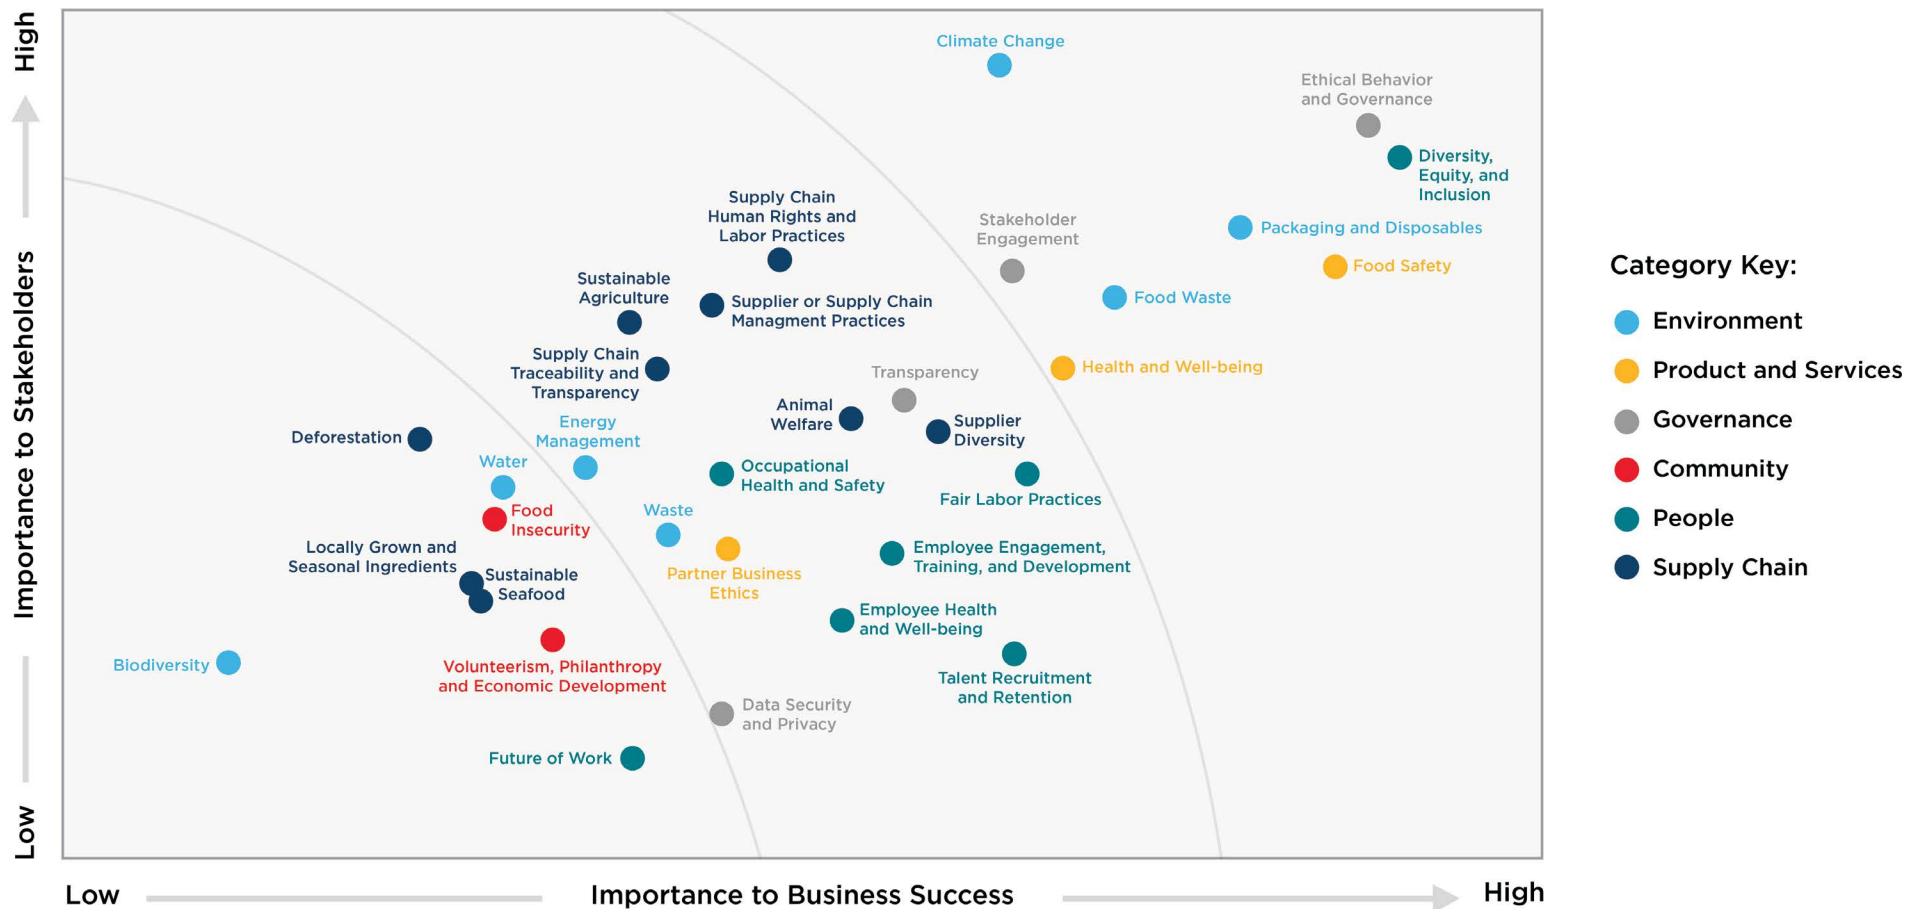 High
Importance to Stakeholders
Low
Climate Change
Ethical Behavior
and Governance
Diversity,
Equity, and
Inclusion
Supply Chain
Human Rights and
Labor Practices
Stakeholder
Engagement
Packaging and Disposables
Food Safety
Sustainable
Agriculture
Supplier or Supply Chain
Managment Practices
Food Waste
Supply Chain
Traceability and
Transparency
Transparency
Health and Well-being
Animal
Welfare
Supplier
Diversity
Energy
Management
Deforestation
Water
Occupational
Health and Safety
Fair Labor Practices
Food
Insecurity
Waste
Locally Grown and
Seasonal Ingredients
Sustainable
Seafood
Partner Business
Ethics
Employee Engagement,
Training, and Development
Employee Health
and Well-being
Biodiversity
Volunteerism, Philanthropy
and Economic Development
Talent Recruitment
and Retention
Data Security
and Privacy
Future of Work
Low
Importance to Business Success
High
Category Key:
Environment
Product and Services
Governance
Community
People
Supply Chain